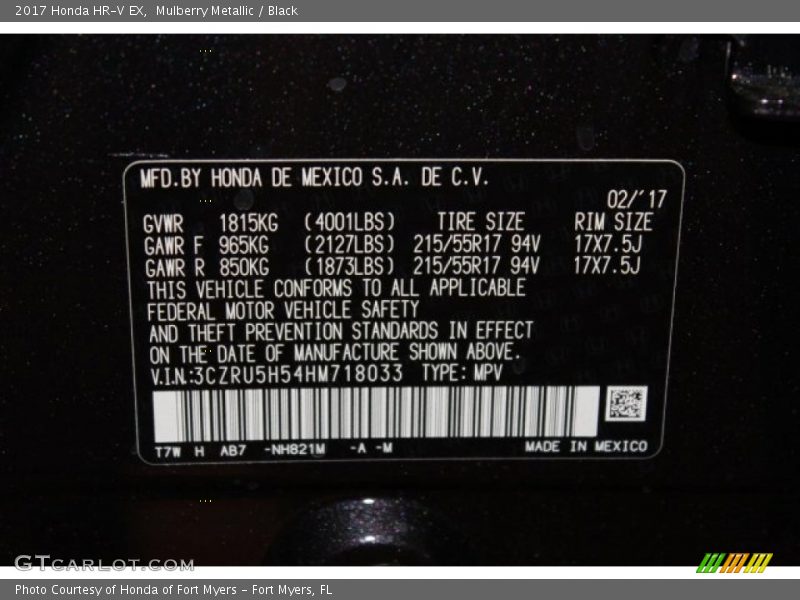 2017 Honda HR-V EX, Mulberry Metallic / Black
MFD.BY HONDA DE MEXICO S.A. DE C.V.
02/'17
GVWR 1815KG (4001LBS) TIRE SIZE RIM SIZE
GAWR F 965KG (2127LBS) 215/55R17 94V 17X7.5J
GAWR R 850KG (1873LBS) 215/55R17 94V 17X7.5J
THIS VEHICLE CONFORMS TO ALL APPLICABLE
FEDERAL MOTOR VEHICLE SAFETY
AND THEFT PREVENTION STANDARDS IN EFFECT
ON THE DATE OF MANUFACTURE SHOWN ABOVE.
V.I.N:3CZRU5H54HM718033 TYPE: MPV
T7W H AB7 -NH821M -A -M MADE IN MEXICO
GTCARLOT.COM
Photo Courtesy of Honda of Fort Myers - Fort Myers, FL